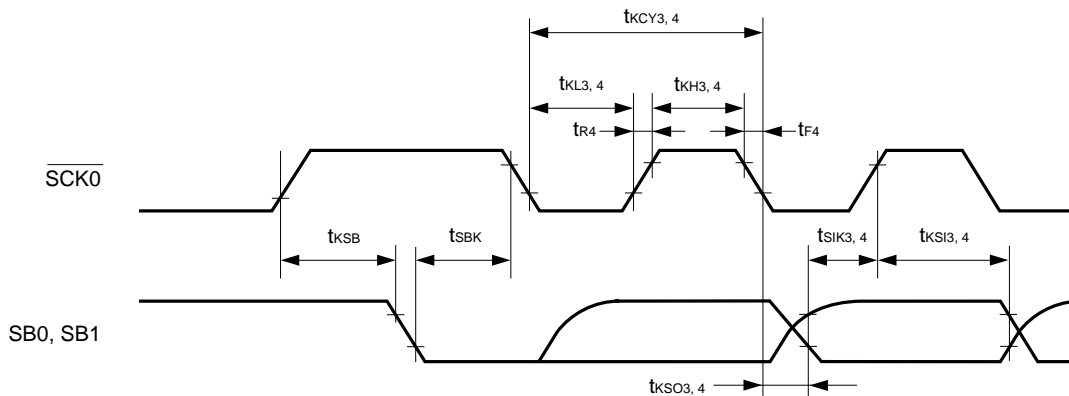 tKCY3, 4
tKL3, 4
tKH3, 4
tR4
tF4
SCK0
tKSB
tSBK
tSIK3, 4
tKSI3, 4
SB0, SB1
tKSO3, 4